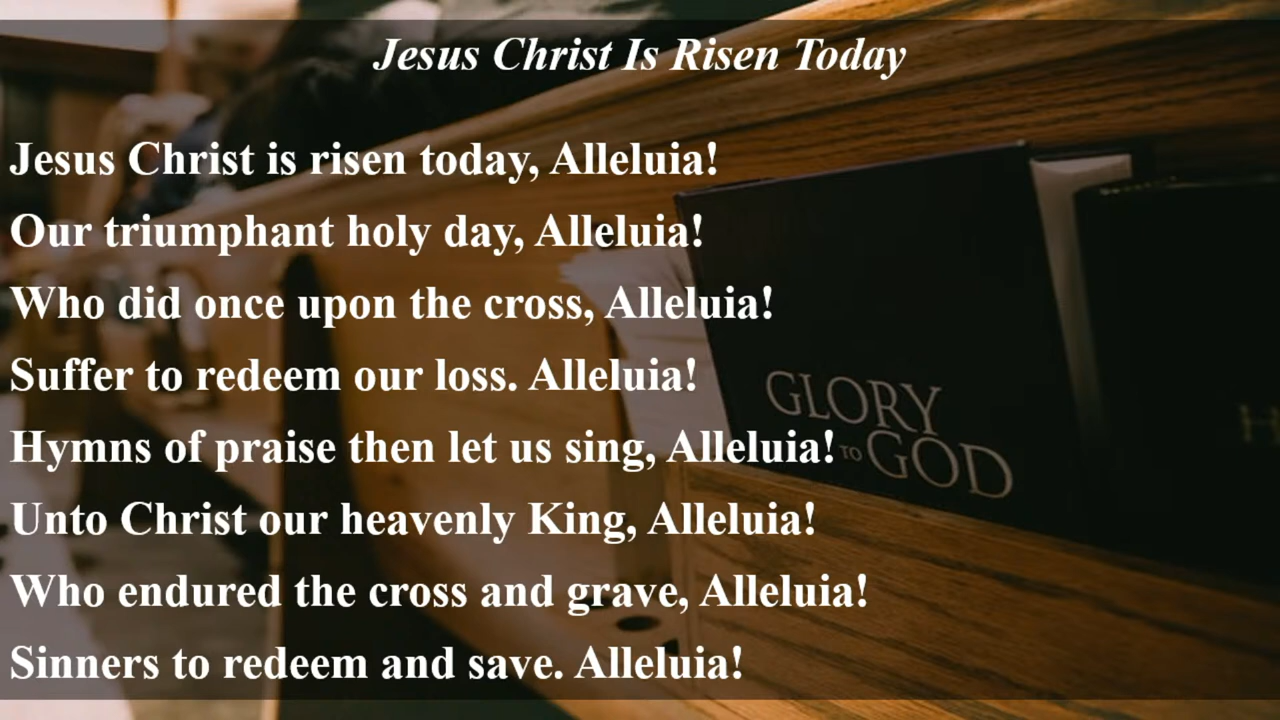 Jesus Christ Is Risen Today
Jesus Christ is risen today, Alleluia!
Our triumphant holy day, Alleluia!
Who did once upon the cross, Alleluia!
Suffer to redeem our loss. Alleluia!
Hymns of praise then let us sing, Alleluia!
Unto Christ our heavenly King, Alleluia!
Who endured the cross and grave, Alleluia!
Sinners to redeem and save. Alleluia!
GLORY
TO GOD